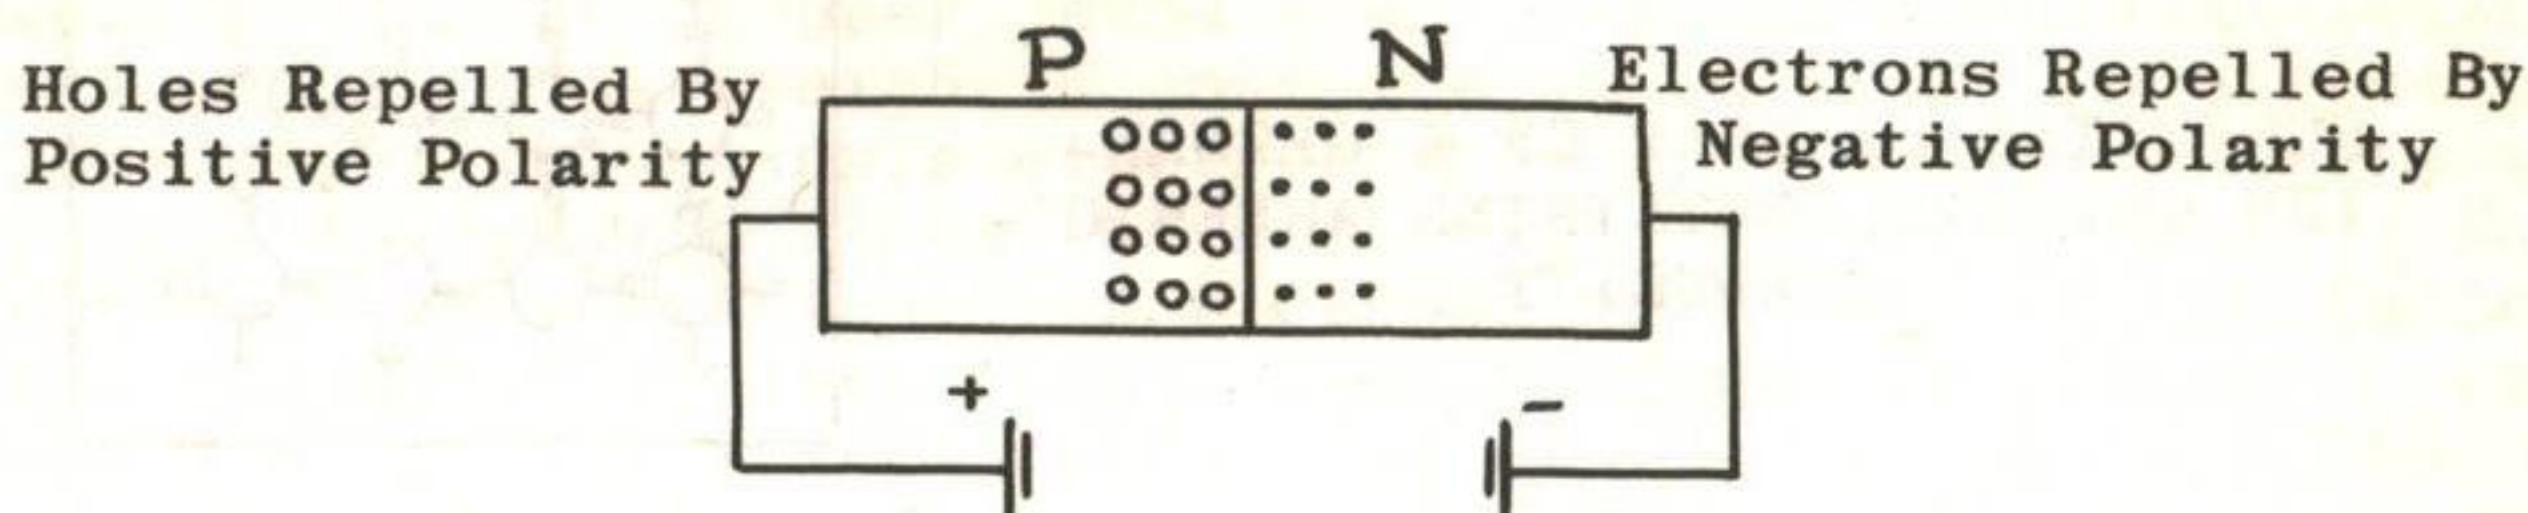 P N
Holes Repelled By
Positive Polarity
Electrons Repelled By
Negative Polarity
+ -